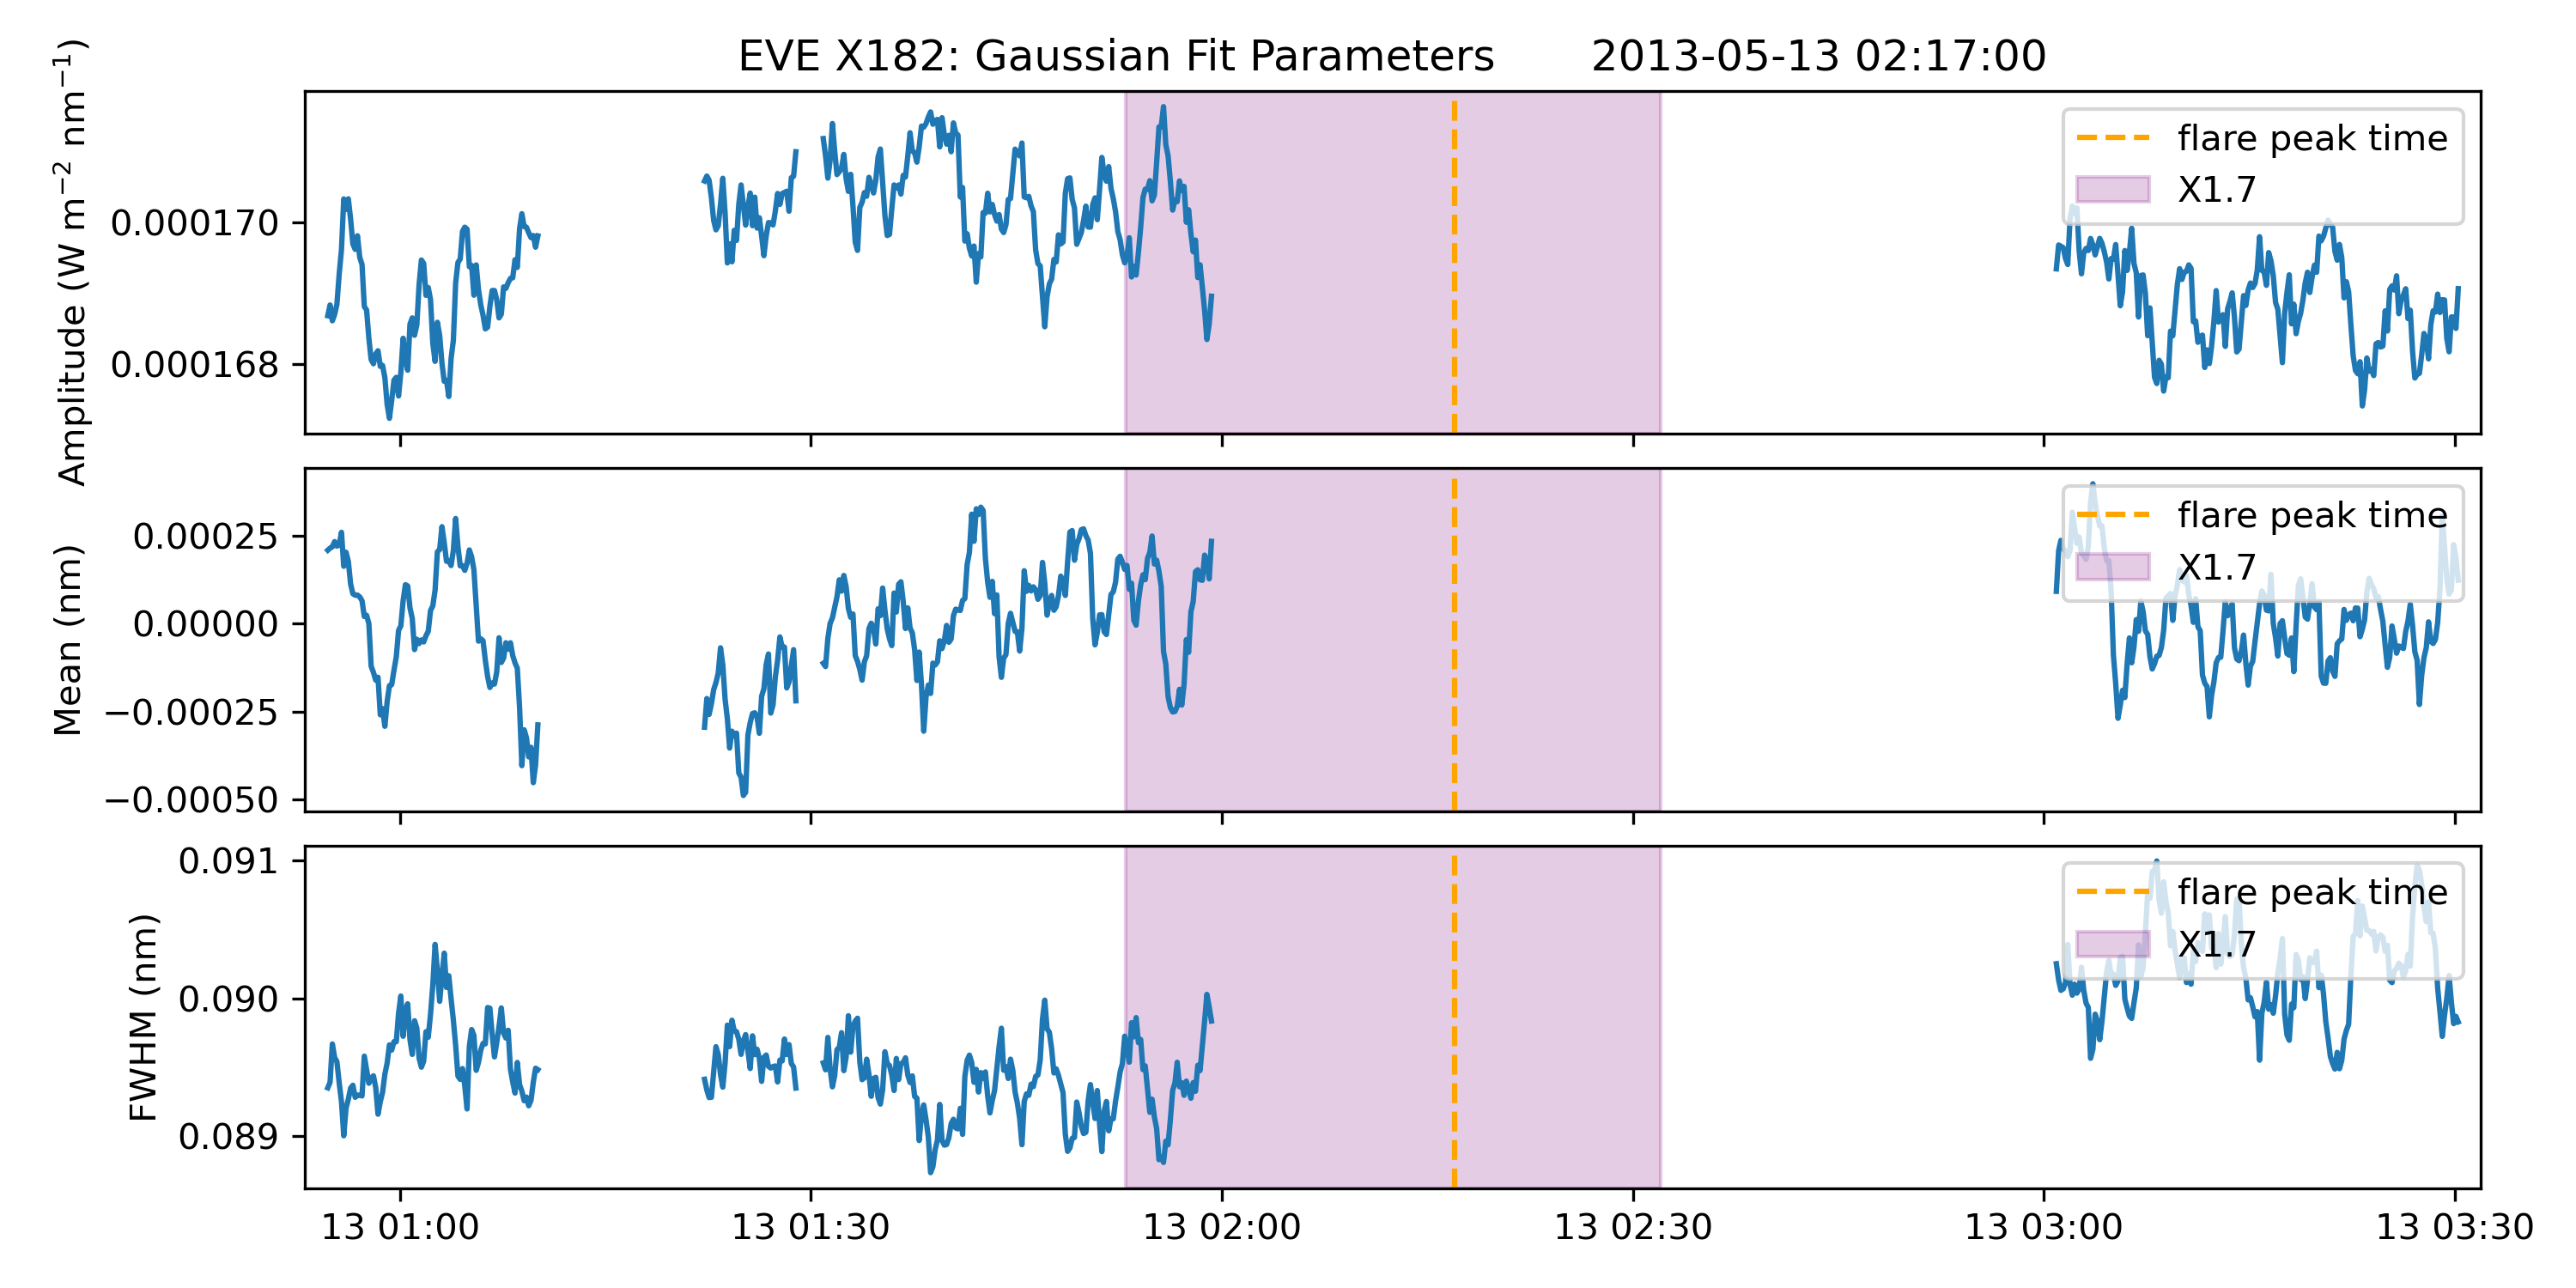 EVE X182: Gaussian Fit Parameters 2013-05-13 02:17:00
Amplitude (W m⁻² nm⁻¹)
0.000170
0.000168
flare peak time
X1.7
Mean (nm)
0.00025
0.00000
−0.00025
−0.00050
flare peak time
X1.7
FWHM (nm)
0.091
0.090
0.089
flare peak time
X1.7
13 01:00 13 01:30 13 02:00 13 02:30 13 03:00 13 03:30